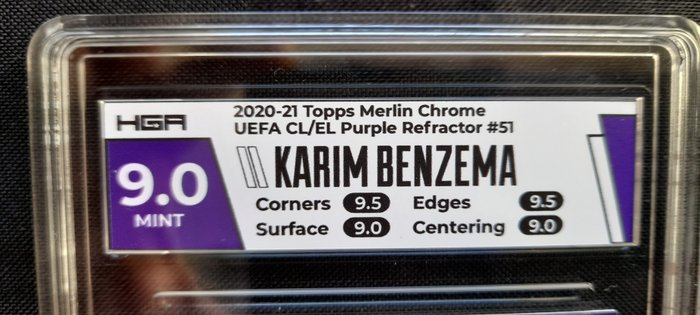 HGA
2020-21 Topps Merlin Chrome
UEFA CL/EL Purple Refractor #51
KARIM BENZEMA
9.0
MINT
Corners 9.5 Edges 9.5
Surface 9.0 Centering 9.0